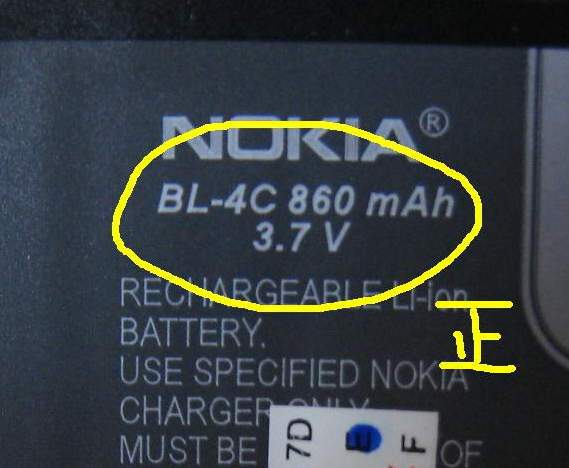 NOKIA®
BL-4C 860 mAh
3.7 V
RECHARGEABLE Li-ion
BATTERY.
正
USE SPECIFIED NOKIA
CHARGER ONLY.
MUST BE OF
7D
E
F